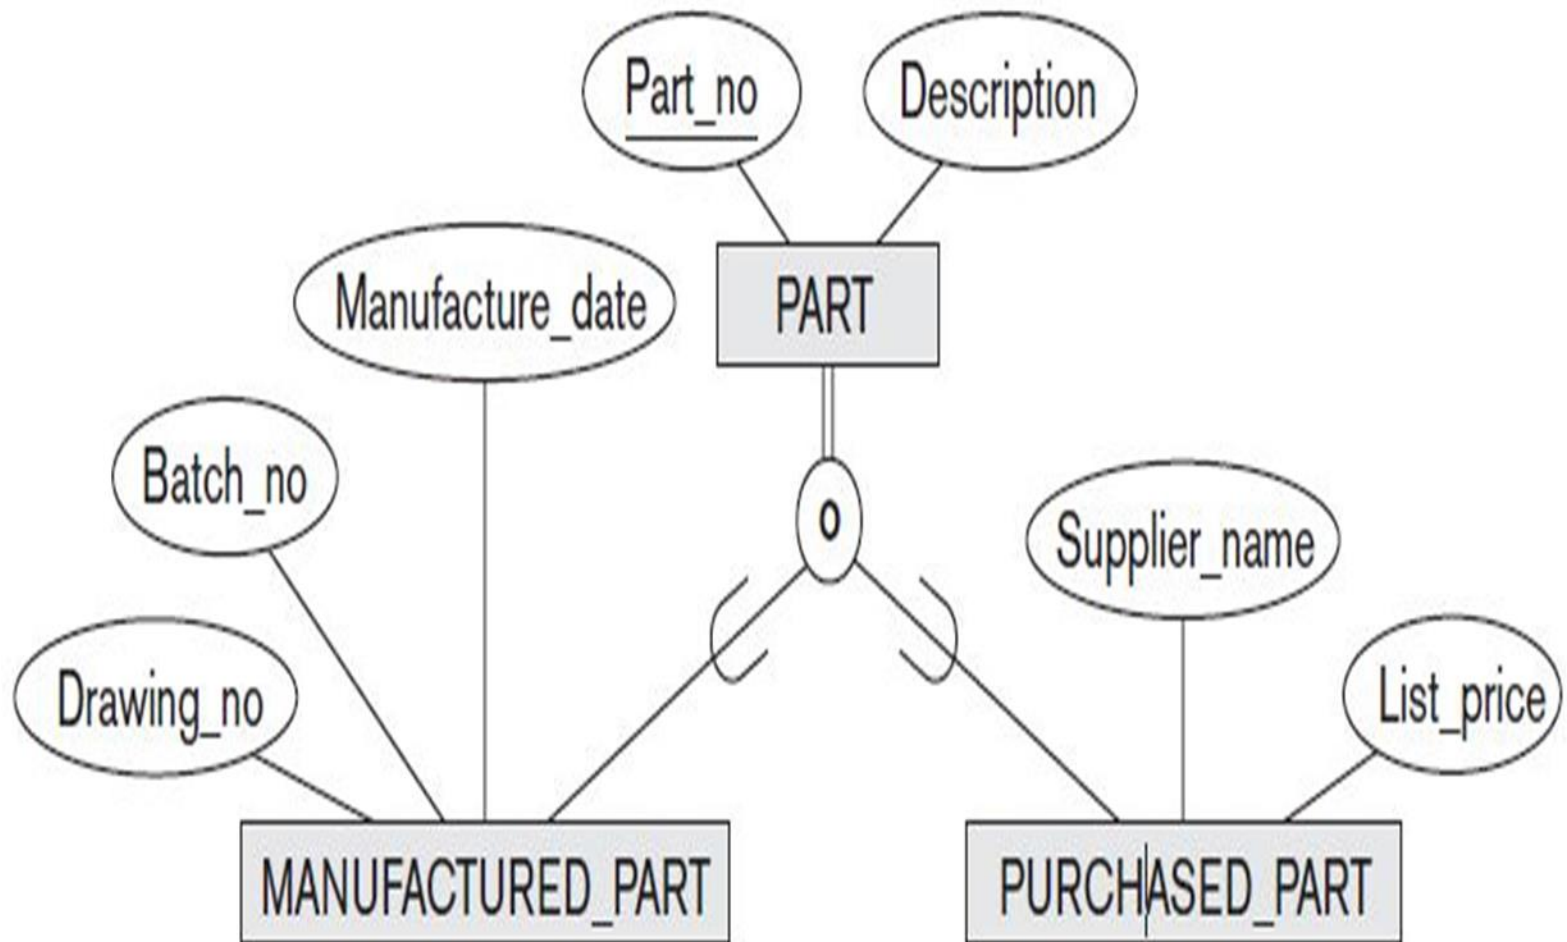 Part_no
Description
Manufacture_date
PART
Batch_no
o
Supplier_name
Drawing_no
List_price
MANUFACTURED_PART
PURCHASED_PART